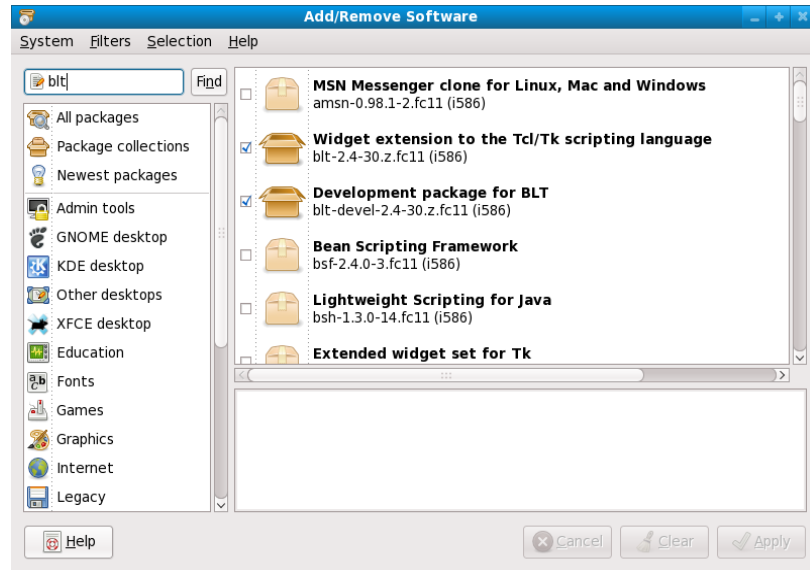 Add/Remove Software
System Filters Selection Help
blt
Find
All packages
Package collections
Newest packages
Admin tools
GNOME desktop
KDE desktop
Other desktops
XFCE desktop
Education
Fonts
Games
Graphics
Internet
Legacy
MSN Messenger clone for Linux, Mac and Windows
amsn-0.98.1-2.fc11 (i586)
Widget extension to the Tcl/Tk scripting language
blt-2.4-30.z.fc11 (i586)
Development package for BLT
blt-devel-2.4-30.z.fc11 (i586)
Bean Scripting Framework
bsf-2.4.0-3.fc11 (i586)
Lightweight Scripting for Java
bsh-1.3.0-14.fc11 (i586)
Extended widget set for Tk
Help
Cancel Clear Apply